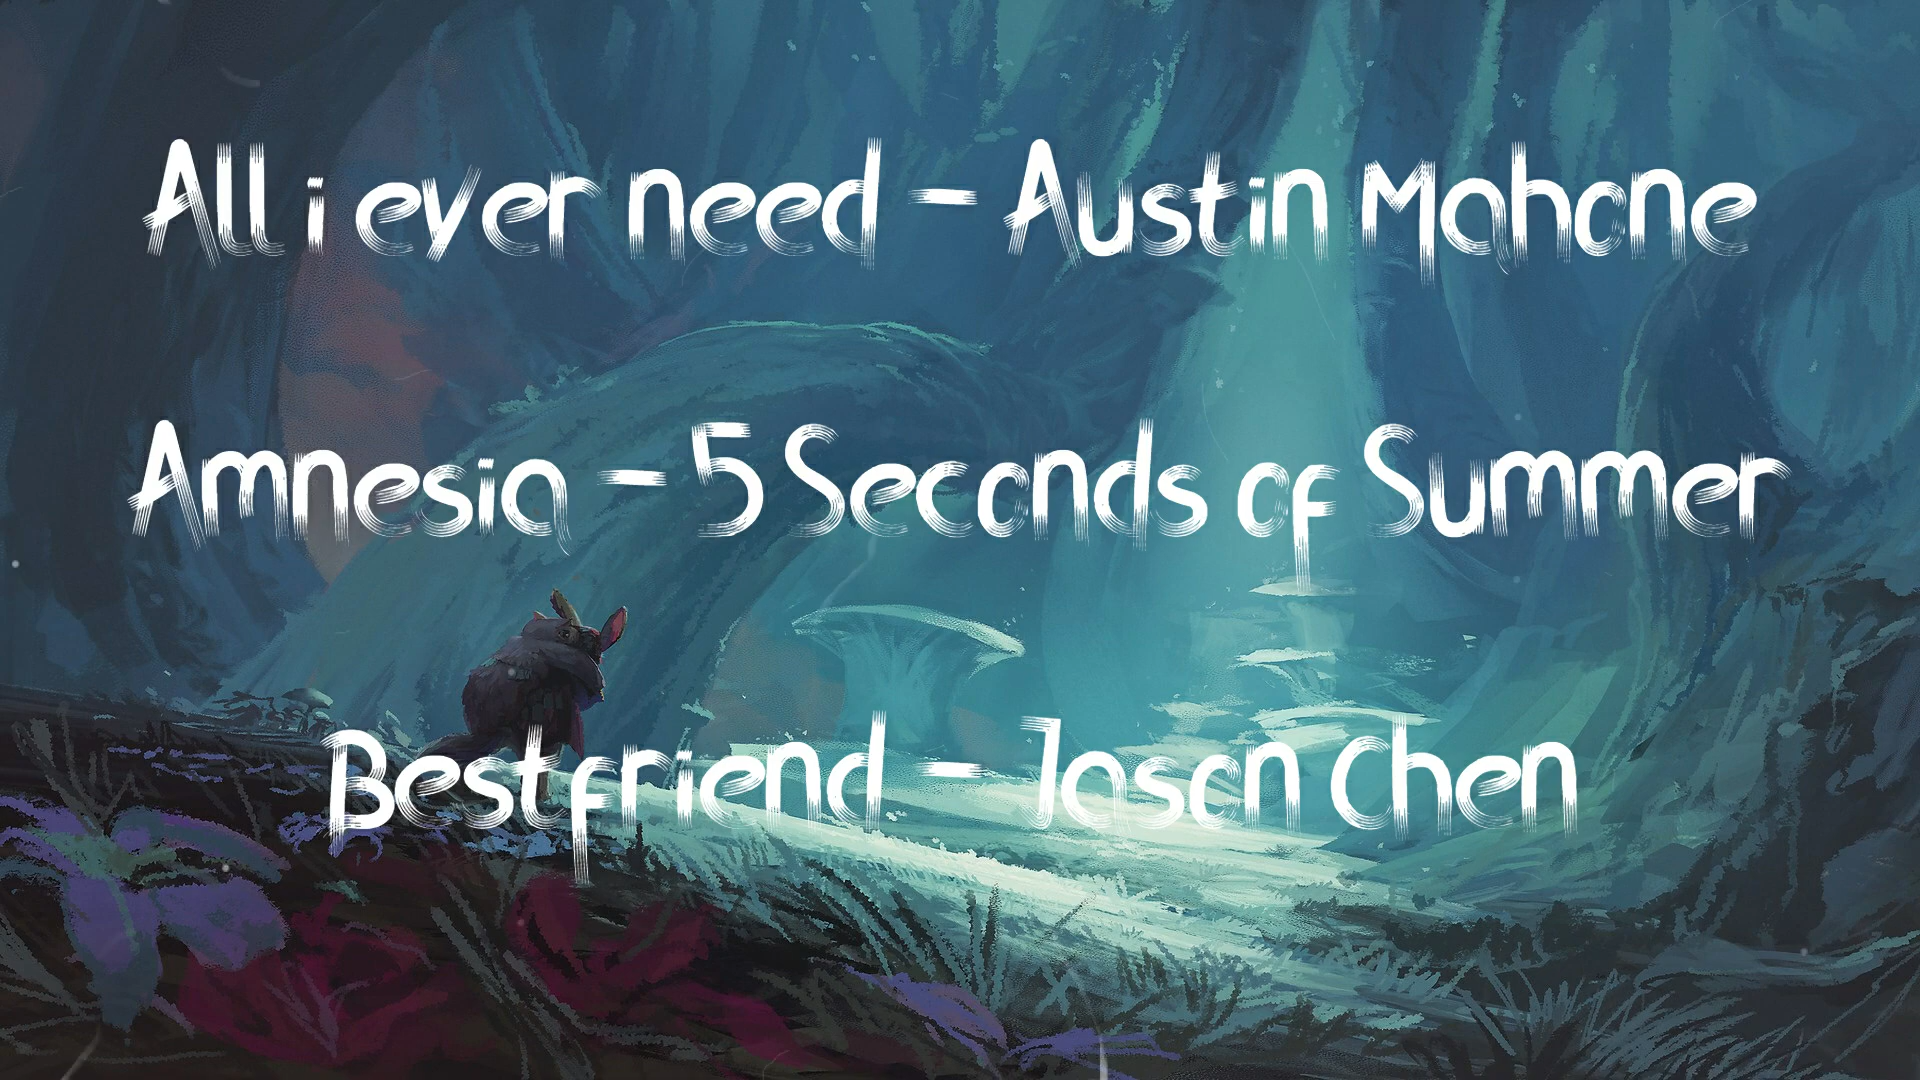 All i ever need - Austin Mahone
Amnesia - 5 Seconds of Summer
Bestfriend - Jason Chen